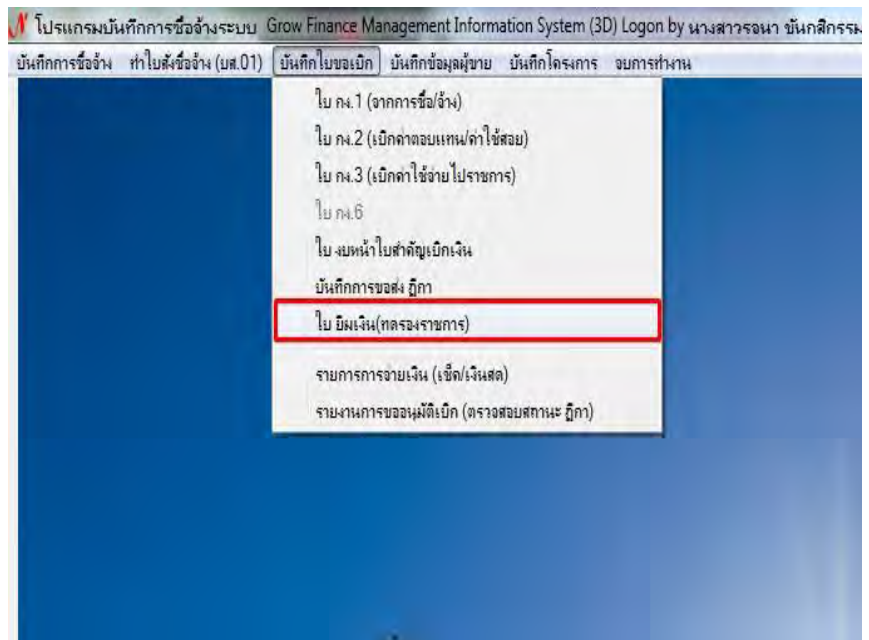 โปรแกรมบันทึกการซื้อจ้างระบบ Grow Finance Management Information System (3D) Logon by นางสาวรจนา ขันกสิกรรม
บันทึกการซื้อจ้าง ทำใบสั่งซื้อจ้าง (บส.01) บันทึกใบขอเบิก บันทึกข้อมูลผู้ขาย บันทึกโครงการ จบการทำงาน
ใบ กง.1 (จากการซื้อ/จ้าง)
ใบ กง.2 (เบิกค่าตอบแทน/ค่าใช้สอย)
ใบ กง.3 (เบิกค่าใช้จ่ายไปราชการ)
ใบ กง.6
ใบ งบหน้าใบสำคัญเบิกเงิน
บันทึกการขอส่ง ฎีกา
ใบ ยืมเงิน(ทดรองราชการ)
รายการการจ่ายเงิน (เช็ค/เงินสด)
รายงานการขออนุมัติเบิก (ตรวจสอบสถานะ ฎีกา)